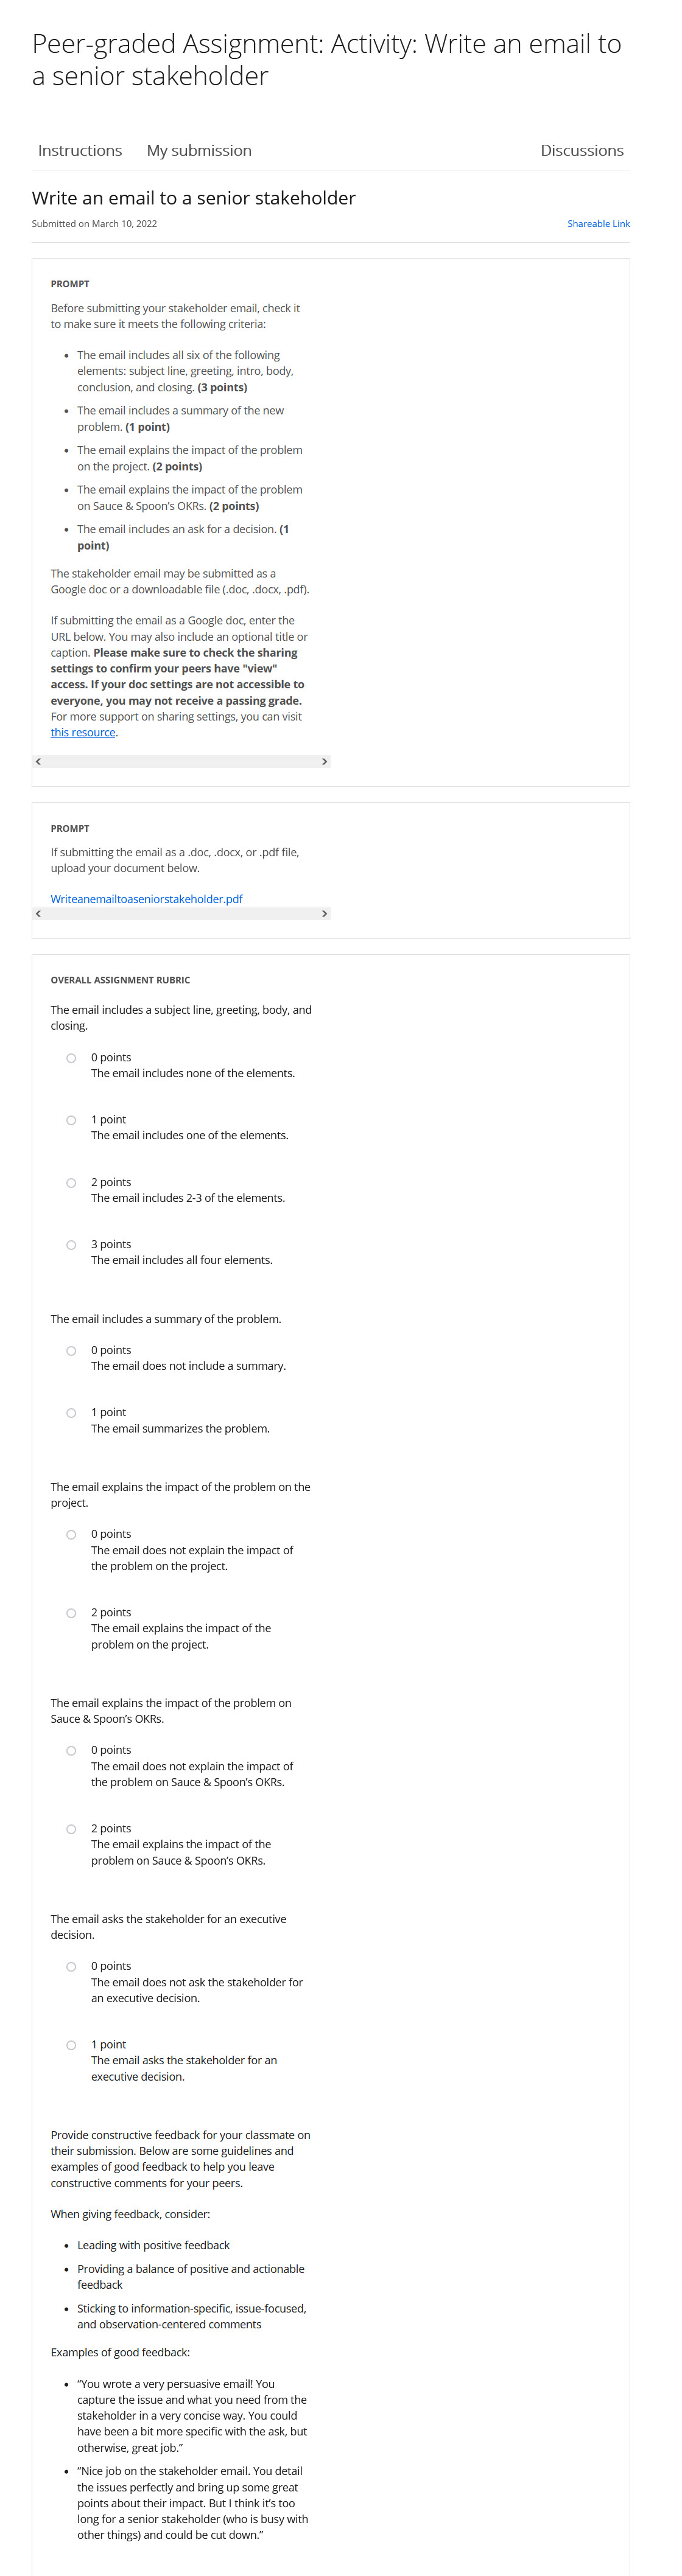 Peer-graded Assignment: Activity: Write an email to
a senior stakeholder
Instructions
My submission
Discussions
Write an email to a senior stakeholder
Submitted on March 10, 2022
Shareable Link
PROMPT
Before submitting your stakeholder email, check it
to make sure it meets the following criteria:
• The email includes all six of the following
elements: subject line, greeting, intro, body,
conclusion, and closing. (3 points)
• The email includes a summary of the new
problem. (1 point)
• The email explains the impact of the problem
on the project. (2 points)
• The email explains the impact of the problem
on Sauce & Spoon's OKRs. (2 points)
• The email includes an ask for a decision. (1
point)
The stakeholder email may be submitted as a
Google doc or a downloadable file (.doc, .docx, .pdf).
If submitting the email as a Google doc, enter the
URL below. You may also include an optional title or
caption. Please make sure to check the sharing
settings to confirm your peers have "view"
access. If your doc settings are not accessible to
everyone, you may not receive a passing grade.
For more support on sharing settings, you can visit
this resource.
PROMPT
If submitting the email as a .doc, .docx, or .pdf file,
upload your document below.
Writeanemailtoaseniorstakeholder.pdf
OVERALL ASSIGNMENT RUBRIC
The email includes a subject line, greeting, body, and
closing.
0 points
The email includes none of the elements.
1 point
The email includes one of the elements.
2 points
The email includes 2-3 of the elements.
3 points
The email includes all four elements.
The email includes a summary of the problem.
0 points
The email does not include a summary.
1 point
The email summarizes the problem.
The email explains the impact of the problem on the
project.
0 points
The email does not explain the impact of
the problem on the project.
2 points
The email explains the impact of the
problem on the project.
The email explains the impact of the problem on
Sauce & Spoon's OKRs.
0 points
The email does not explain the impact of
the problem on Sauce & Spoon's OKRs.
2 points
The email explains the impact of the
problem on Sauce & Spoon's OKRs.
The email asks the stakeholder for an executive
decision.
0 points
The email does not ask the stakeholder for
an executive decision.
1 point
The email asks the stakeholder for an
executive decision.
Provide constructive feedback for your classmate on
their submission. Below are some guidelines and
examples of good feedback to help you leave
constructive comments for your peers.
When giving feedback, consider:
• Leading with positive feedback
• Providing a balance of positive and actionable
feedback
• Sticking to information-specific, issue-focused,
and observation-centered comments
Examples of good feedback:
• "You wrote a very persuasive email! You
capture the issue and what you need from the
stakeholder in a very concise way. You could
have been a bit more specific with the ask, but
otherwise, great job."
• "Nice job on the stakeholder email. You detail
the issues perfectly and bring up some great
points about their impact. But I think it's too
long for a senior stakeholder (who is busy with
other things) and could be cut down."